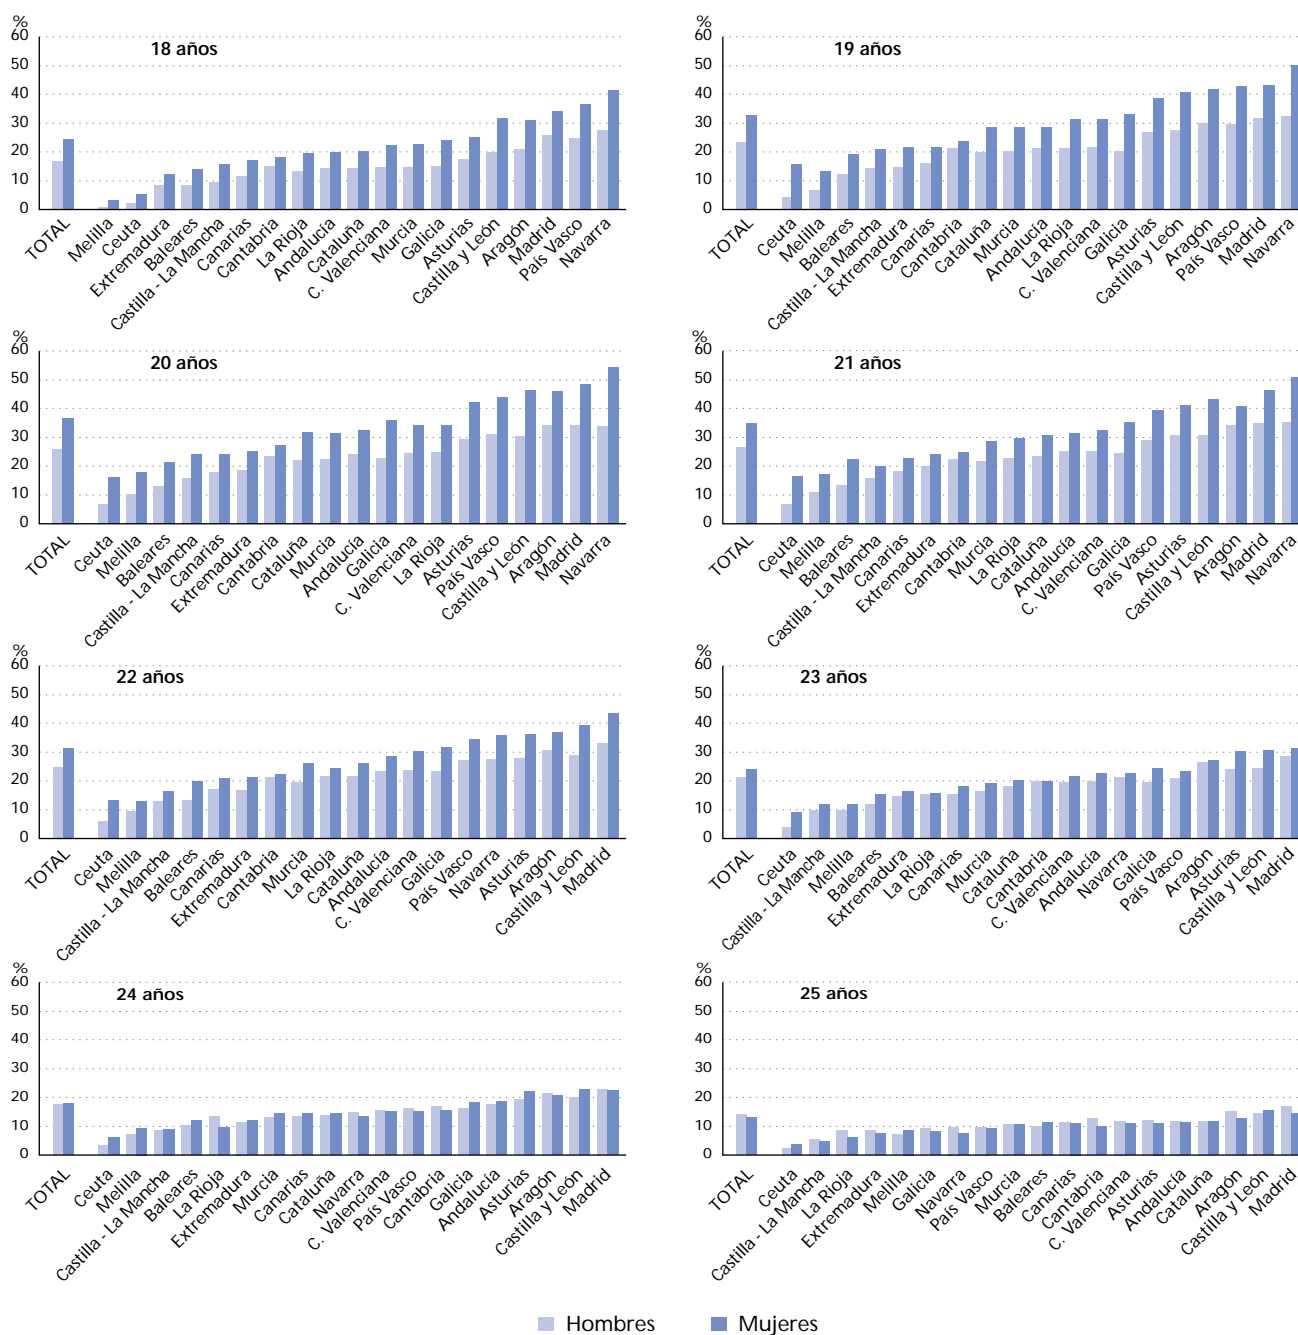 %
60
50
40
30
20
10
0
18 años
TOTAL
Melilla
Ceuta
Extremadura
Baleares
Castilla - La Mancha
Canarias
Cantabria
La Rioja
Andalucía
Cataluña
C. Valenciana
Murcia
Galicia
Asturias
Castilla y León
Aragón
Madrid
País Vasco
Navarra
%
60
50
40
30
20
10
0
19 años
TOTAL
Ceuta
Melilla
Baleares
Castilla - La Mancha
Extremadura
Canarias
Cantabria
Cataluña
Murcia
Andalucía
La Rioja
C. Valenciana
Galicia
Asturias
Castilla y León
Aragón
País Vasco
Madrid
Navarra
%
60
50
40
30
20
10
0
20 años
TOTAL
Ceuta
Melilla
Baleares
Castilla - La Mancha
Canarias
Extremadura
Cantabria
Cataluña
Murcia
Andalucía
Galicia
C. Valenciana
La Rioja
Asturias
País Vasco
Castilla y León
Aragón
Madrid
Navarra
%
60
50
40
30
20
10
0
21 años
TOTAL
Ceuta
Melilla
Baleares
Castilla - La Mancha
Canarias
Extremadura
Cantabria
Murcia
La Rioja
Cataluña
Andalucía
C. Valenciana
Galicia
País Vasco
Asturias
Castilla y León
Aragón
Madrid
Navarra
%
60
50
40
30
20
10
0
22 años
TOTAL
Ceuta
Melilla
Castilla - La Mancha
Baleares
Canarias
Extremadura
Cantabria
Murcia
La Rioja
Cataluña
Andalucía
C. Valenciana
Galicia
País Vasco
Navarra
Asturias
Aragón
Castilla y León
Madrid
%
60
50
40
30
20
10
0
23 años
TOTAL
Ceuta
Castilla - La Mancha
Melilla
Baleares
Extremadura
La Rioja
Canarias
Murcia
Cataluña
Cantabria
C. Valenciana
Andalucía
Navarra
Galicia
País Vasco
Aragón
Asturias
Castilla y León
Madrid
%
60
50
40
30
20
10
0
24 años
TOTAL
Ceuta
Melilla
Castilla - La Mancha
Baleares
La Rioja
Extremadura
Murcia
Canarias
Cataluña
Navarra
C. Valenciana
País Vasco
Cantabria
Galicia
Andalucía
Asturias
Aragón
Castilla y León
Madrid
%
60
50
40
30
20
10
0
25 años
TOTAL
Ceuta
Castilla - La Mancha
La Rioja
Extremadura
Melilla
Galicia
Navarra
País Vasco
Murcia
Baleares
Canarias
Cantabria
C. Valenciana
Asturias
Andalucía
Cataluña
Aragón
Castilla y León
Madrid
Hombres
Mujeres